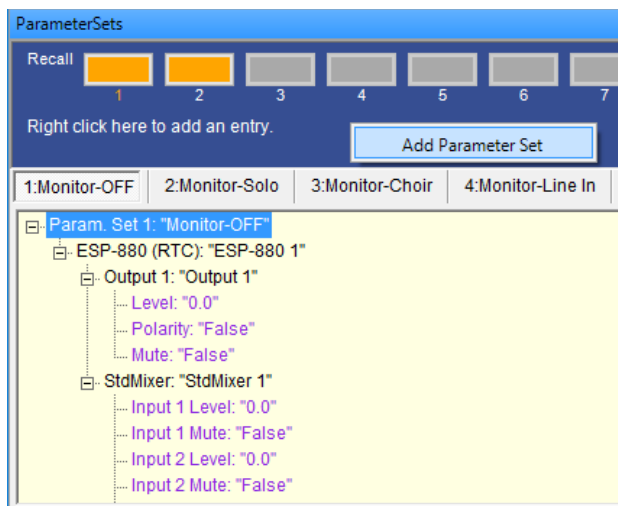 ParameterSets
Recall
1 2 3 4 5 6 7
Right click here to add an entry.
Add Parameter Set
1:Monitor-OFF 2:Monitor-Solo 3:Monitor-Choir 4:Monitor-Line In
Param. Set 1: "Monitor-OFF"
ESP-880 (RTC): "ESP-880 1"
Output 1: "Output 1"
Level: "0.0"
Polarity: "False"
Mute: "False"
StdMixer: "StdMixer 1"
Input 1 Level: "0.0"
Input 1 Mute: "False"
Input 2 Level: "0.0"
Input 2 Mute: "False"